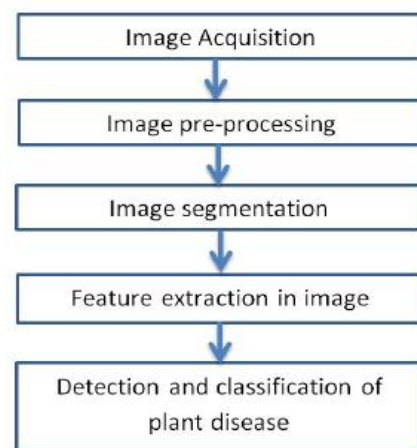 Image Acquisition
Image pre-processing
Image segmentation
Feature extraction in image
Detection and classification of
plant disease